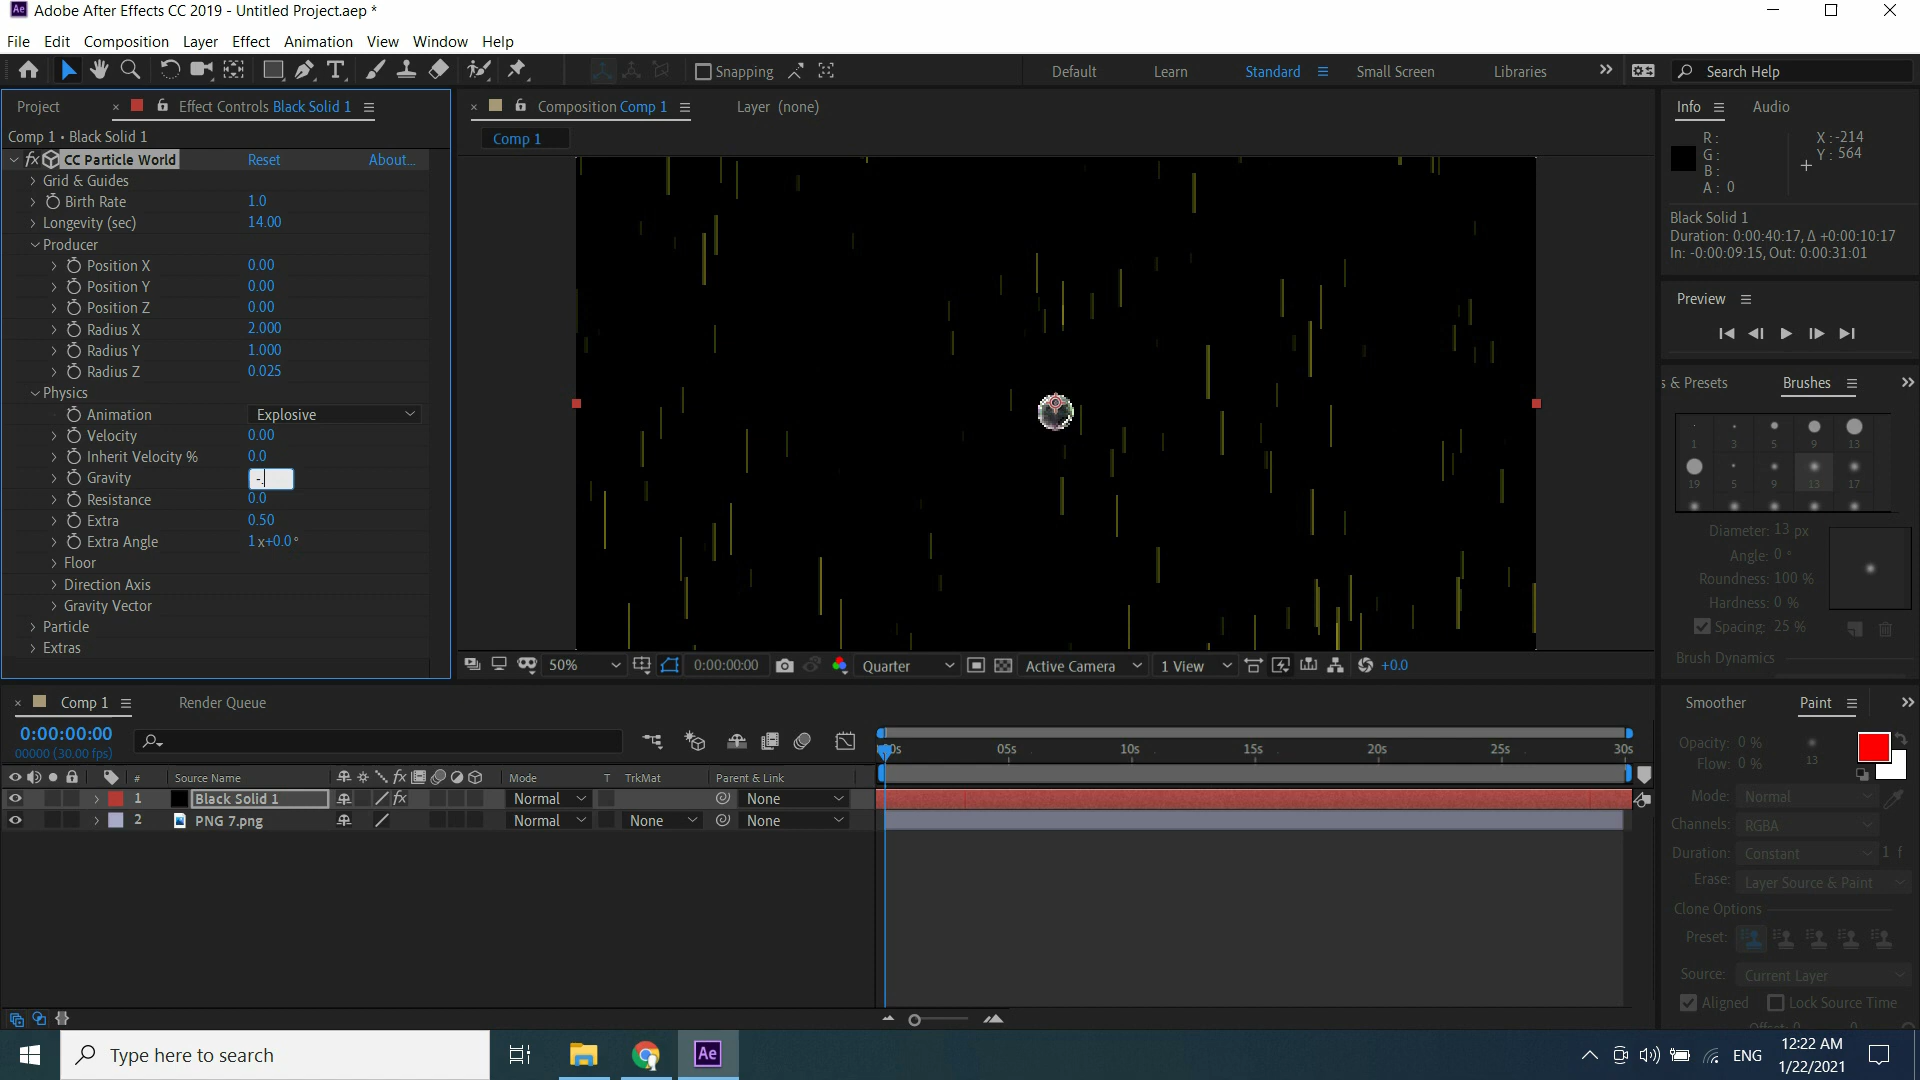 Adobe After Effects CC 2019 - Untitled Project.aep *
File Edit Composition Layer Effect Animation View Window Help
Snapping Default Learn Standard Small Screen Libraries Search Help
Project Effect Controls Black Solid 1 Composition Comp 1 Layer (none) Info Audio
Comp 1 • Black Solid 1 Comp 1
fx CC Particle World Reset About...
Grid & Guides
Birth Rate 1.0
Longevity (sec) 14.00
Producer
Position X 0.00
Position Y 0.00
Position Z 0.00
Radius X 2.000
Radius Y 1.000
Radius Z 0.025
Physics
Animation Explosive
Velocity 0.00
Inherit Velocity % 0.0
Gravity -.
Resistance 0.0
Extra 0.50
Extra Angle 1x+0.0°
Floor
Direction Axis
Gravity Vector
Particle
Extras
50% 0:00:00:00 Quarter Active Camera 1 View +0.0
R : X : -214
G : Y : 564
B :
A : 0
Black Solid 1
Duration: 0:00:40:17, Δ +0:00:10:17
In: -0:00:09:15, Out: 0:00:31:01
Preview
s & Presets Brushes
1 3 5 9 13
19 5 9 13 17
Diameter: 13 px
Angle: 0 °
Roundness: 100 %
Hardness: 0 %
Spacing: 25 %
Brush Dynamics
Comp 1 Render Queue
0:00:00:00
00000 (30.00 fps)
:00s 05s 10s 15s 20s 25s 30s
# Source Name fx Mode T TrkMat Parent & Link
1 Black Solid 1 fx Normal None
2 PNG 7.png Normal None None
Smoother Paint
Opacity: 0 %
Flow: 0 % 13
Mode: Normal
Channels: RGBA
Duration: Constant 1 f
Erase: Layer Source & Paint
Clone Options
Preset:
Source: Current Layer
Aligned Lock Source Time
Type here to search Ae ENG 12:22 AM
1/22/2021